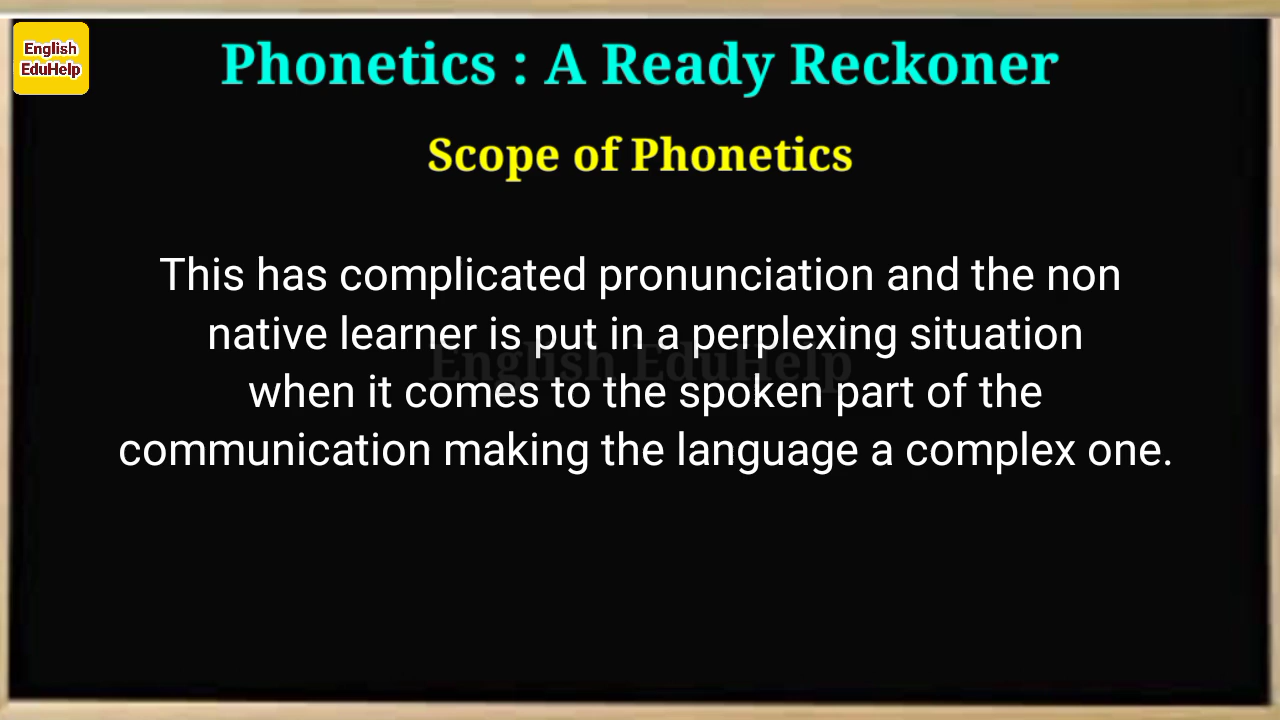 English
EduHelp
Phonetics : A Ready Reckoner
Scope of Phonetics
This has complicated pronunciation and the non
native learner is put in a perplexing situation
English EduHelp
when it comes to the spoken part of the
communication making the language a complex one.